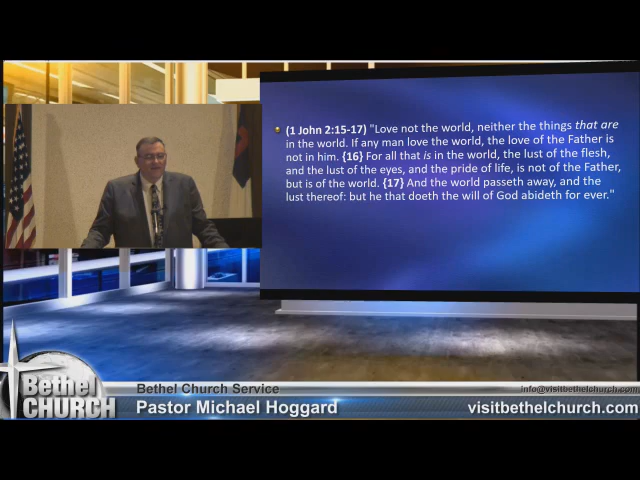 (1 John 2:15-17) "Love not the world, neither the things that are
in the world. If any man love the world, the love of the Father is
not in him. {16} For all that is in the world, the lust of the flesh,
and the lust of the eyes, and the pride of life, is not of the Father,
but is of the world. {17} And the world passeth away, and the
lust thereof: but he that doeth the will of God abideth for ever."
Bethel
CHURCH
Bethel Church Service
info@visitbethelchurch.com
Pastor Michael Hoggard
visitbethelchurch.com